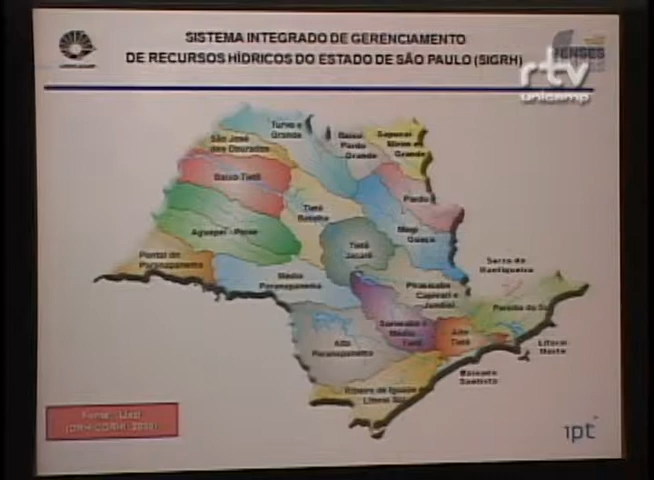 SISTEMA INTEGRADO DE GERENCIAMENTO
DE RECURSOS HÍDRICOS DO ESTADO DE SÃO PAULO (SIGRH)
PENSES
rtv
unicamp
Turvo e
Grande
Baixo
Pardo
Grande
Sapucaí
Mirim e
Grande
São José
dos Dourados
Baixo Tietê
Tietê
Batalha
Pardo
Aguapeí - Peixe
Mogi
Guaçu
Tietê
Jacaré
Pontal do
Paranapanema
Médio
Paranapanema
Serra da
Mantiqueira
Piracicaba
Capivari e
Jundiaí
Paraíba do Sul
Sorocaba e
Médio
Tietê
Alto
Tietê
Alto
Paranapanema
Litoral
Norte
Baixada
Santista
Ribeira de Iguape
Litoral Sul
Fonte:
ipt